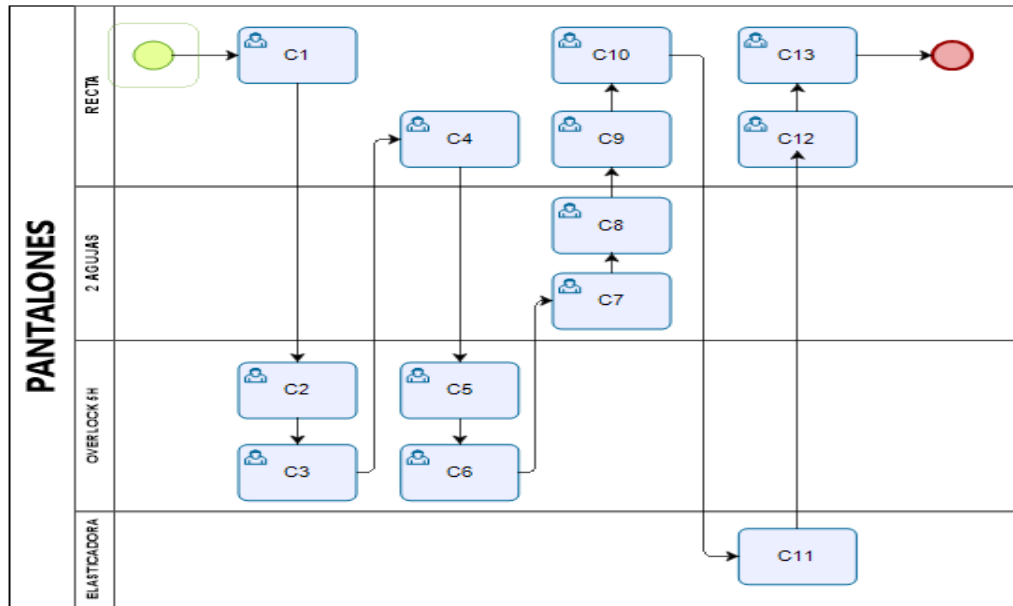 PANTALONES
RECTA
C1
C4
C10
C9
C13
C12
2 AGUJAS
C8
C7
OVERLOCK 5H
C2
C3
C5
C6
ELASTICADORA
C11